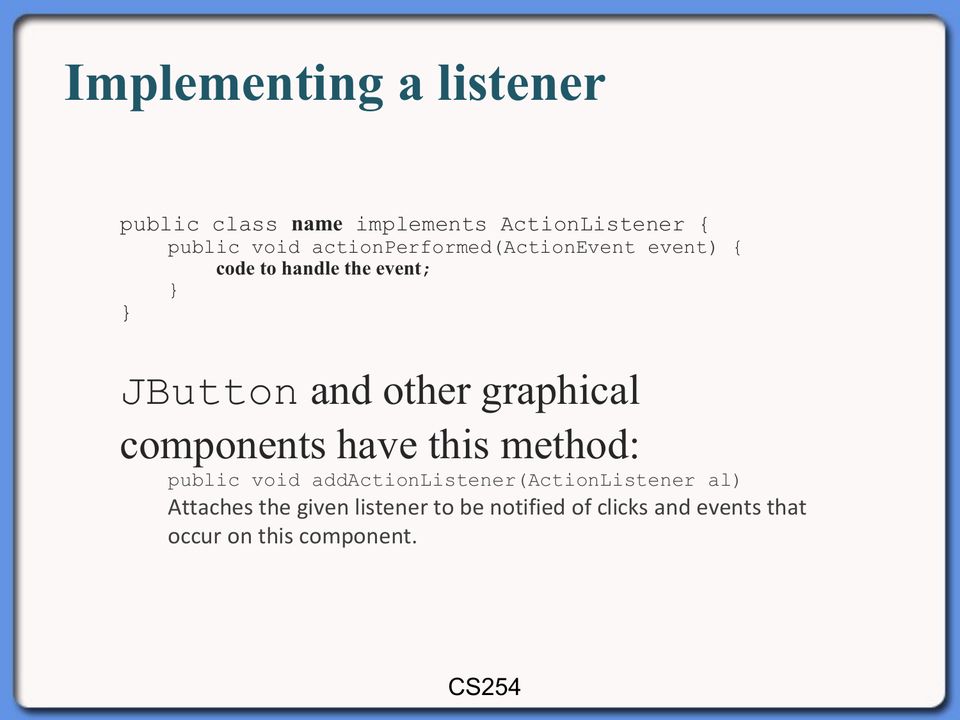 Implementing a listener
public class name implements ActionListener {
public void actionPerformed(ActionEvent event) {
code to handle the event;
}
}
JButton and other graphical
components have this method:
public void addActionListener(ActionListener al)
Attaches the given listener to be notified of clicks and events that
occur on this component.
CS254